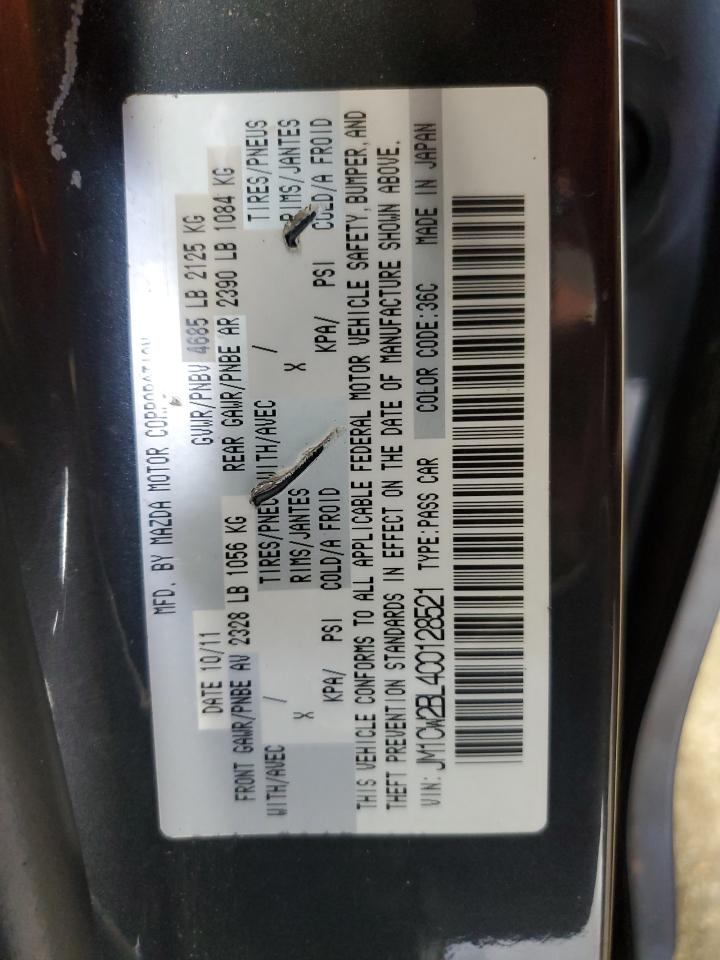 MFD. BY MAZDA MOTOR CORPORATION
DATE 10/11 GVWR/PNBV 4685 LB 2125 KG
FRONT GAWR/PNBE AV 2328 LB 1056 KG REAR GAWR/PNBE AR 2390 LB 1084 KG
WITH/AVEC / TIRES/PNEU WITH/AVEC / TIRES/PNEUS
X RIMS/JANTES X RIMS/JANTES
KPA/ PSI COLD/A FROID KPA/ PSI COLD/A FROID
THIS VEHICLE CONFORMS TO ALL APPLICABLE FEDERAL MOTOR VEHICLE SAFETY, BUMPER, AND
THEFT PREVENTION STANDARDS IN EFFECT ON THE DATE OF MANUFACTURE SHOWN ABOVE.
VIN: JM1CW2BL4C0128521 TYPE:PASS CAR COLOR CODE:36C MADE IN JAPAN